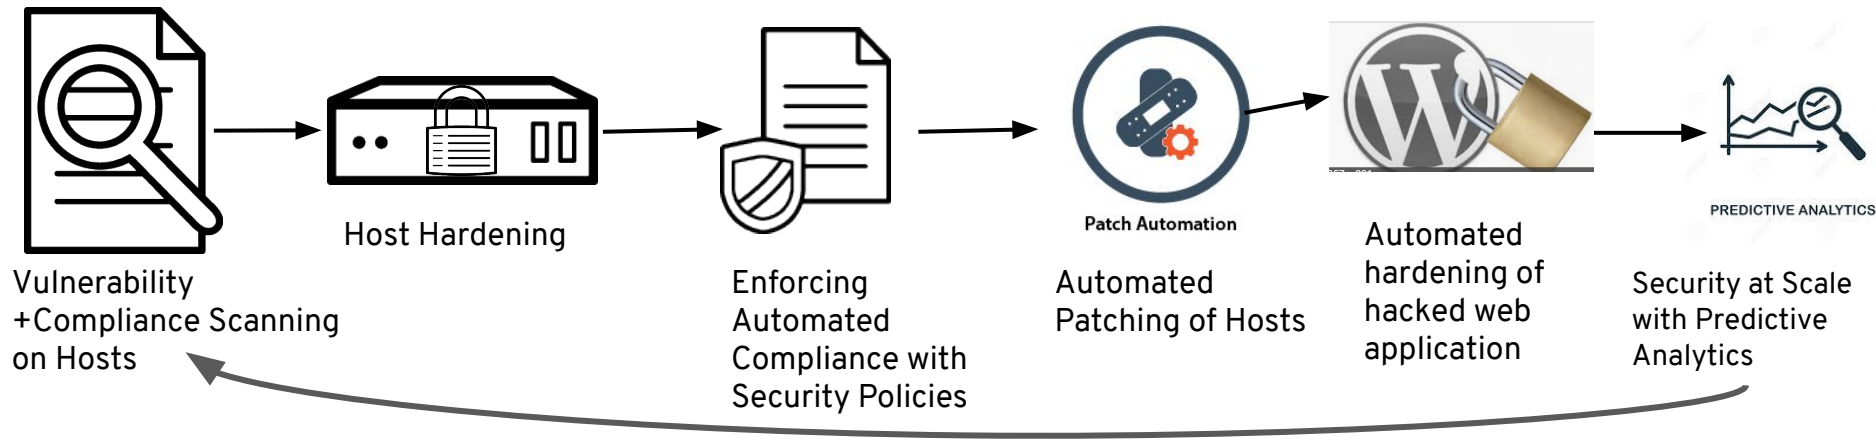 Vulnerability
+Compliance Scanning
on Hosts
Host Hardening
Enforcing
Automated
Compliance with
Security Policies
Patch Automation
Automated
Patching of Hosts
W
Automated
hardening of
hacked web
application
PREDICTIVE ANALYTICS
Security at Scale
with Predictive
Analytics